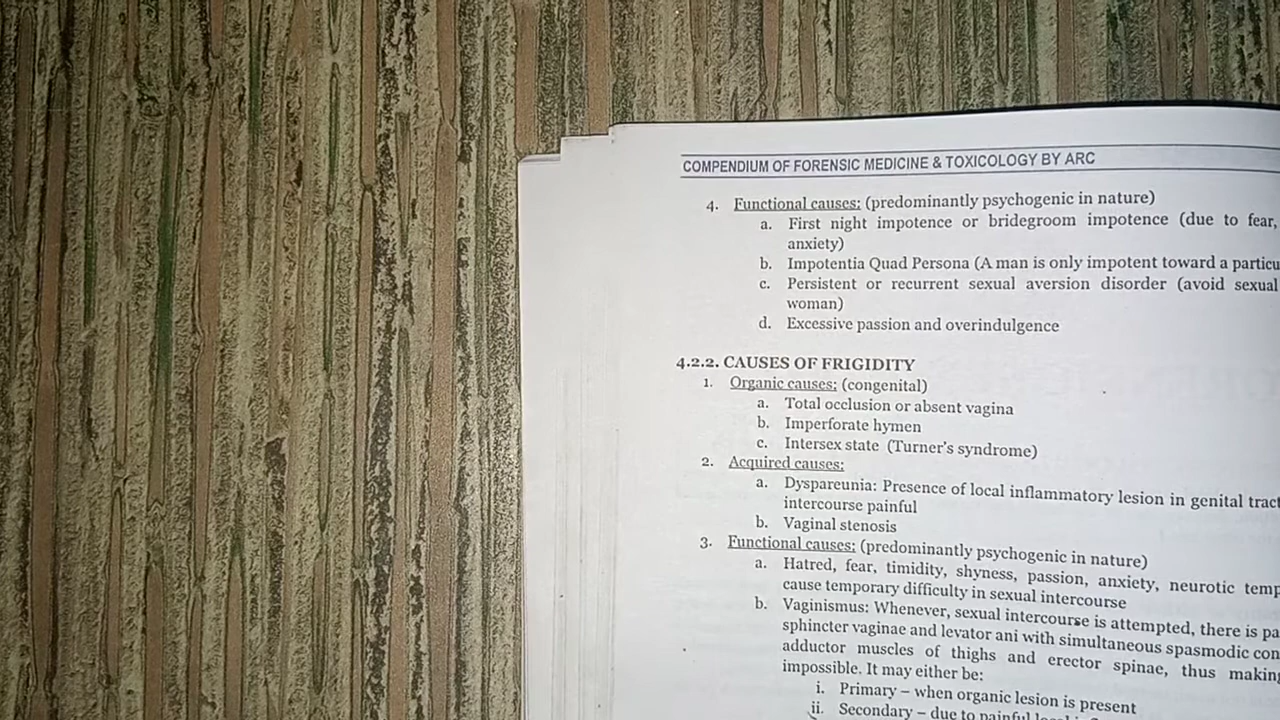 COMPENDIUM OF FORENSIC MEDICINE & TOXICOLOGY BY ARC
4. Functional causes: (predominantly psychogenic in nature)
a. First night impotence or bridegroom impotence (due to fear,
anxiety)
b. Impotentia Quad Persona (A man is only impotent toward a particu
c. Persistent or recurrent sexual aversion disorder (avoid sexual
woman)
d. Excessive passion and overindulgence
4.2.2. CAUSES OF FRIGIDITY
1. Organic causes: (congenital)
a. Total occlusion or absent vagina
b. Imperforate hymen
c. Intersex state (Turner's syndrome)
2. Acquired causes:
a. Dyspareunia: Presence of local inflammatory lesion in genital tract
intercourse painful
b. Vaginal stenosis
3. Functional causes: (predominantly psychogenic in nature)
a. Hatred, fear, timidity, shyness, passion, anxiety, neurotic temp
cause temporary difficulty in sexual intercourse
b. Vaginismus: Whenever, sexual intercourse is attempted, there is pa
sphincter vaginae and levator ani with simultaneous spasmodic con
adductor muscles of thighs and erector spinae, thus making
impossible. It may either be:
i. Primary – when organic lesion is present
ii. Secondary – due to painful